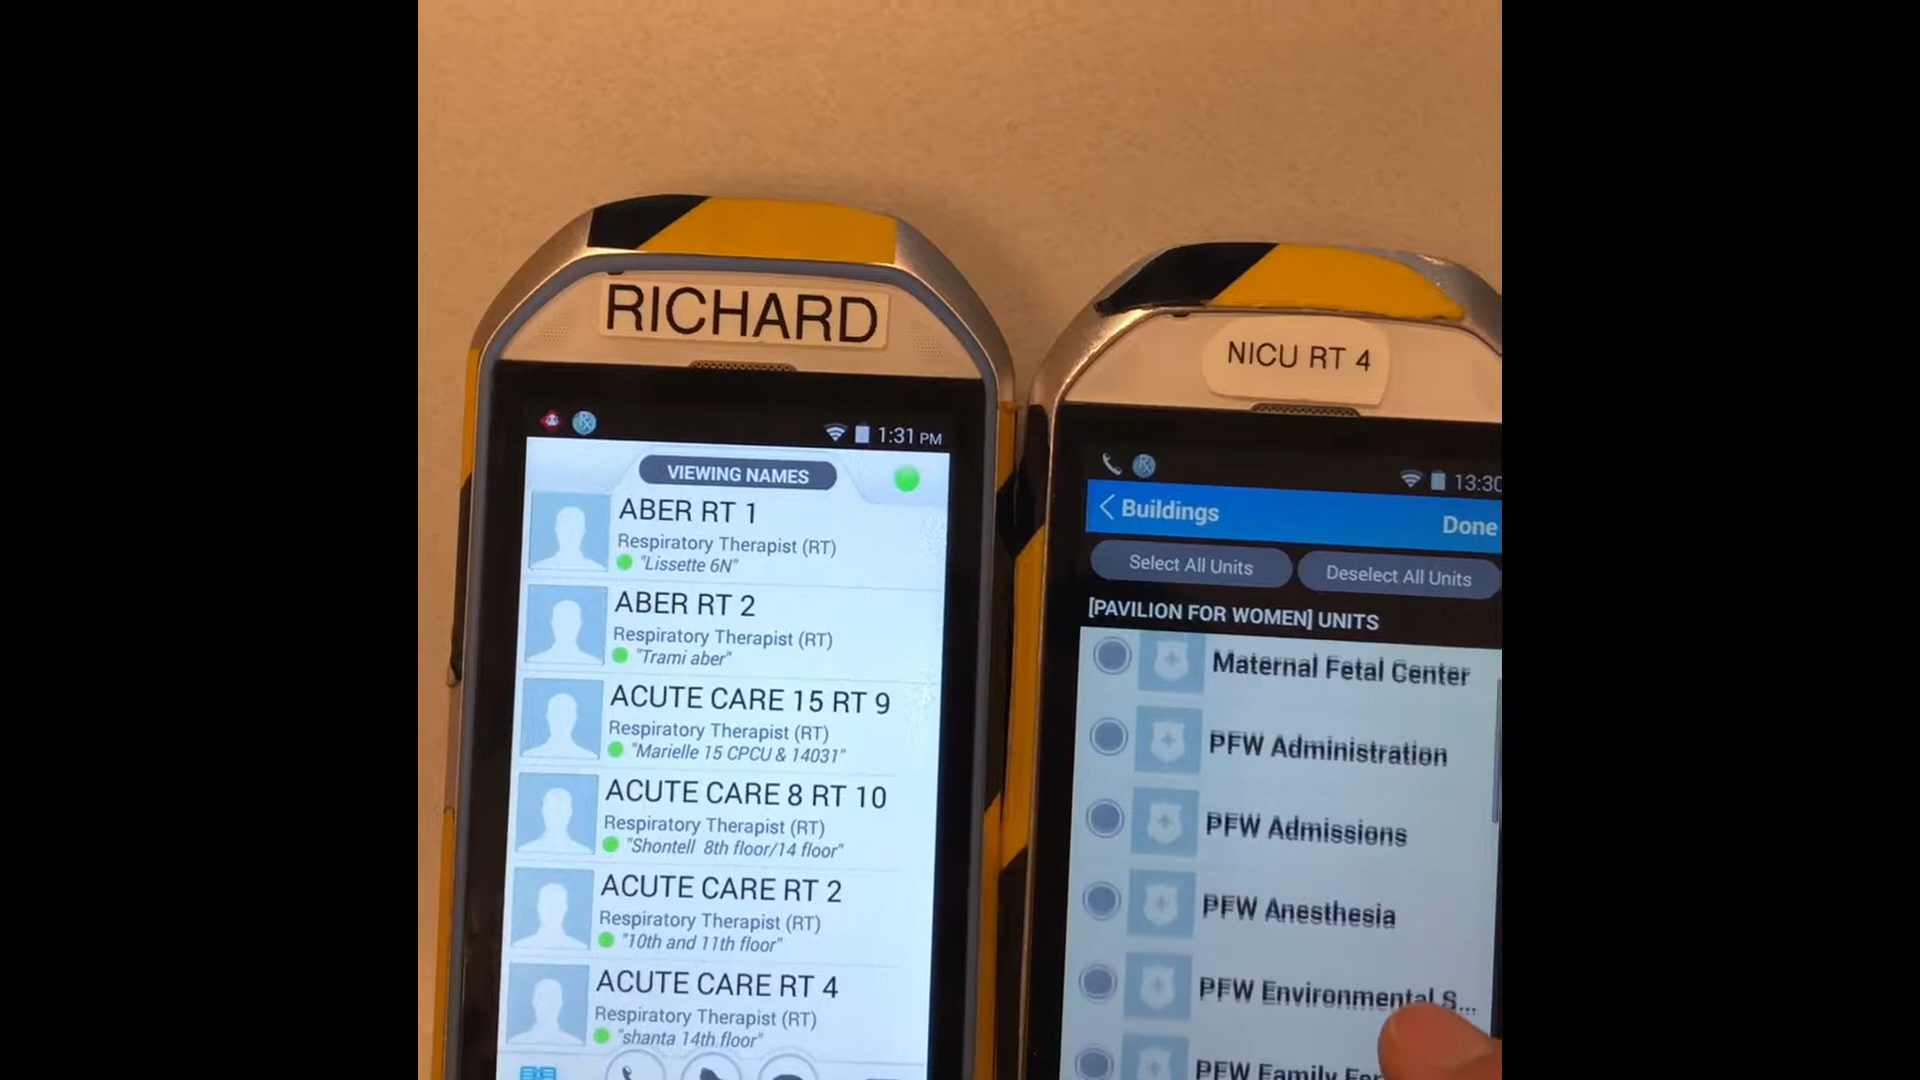 RICHARD
1:31 PM
VIEWING NAMES
ABER RT 1
Respiratory Therapist (RT)
"Lissette 6N"
ABER RT 2
Respiratory Therapist (RT)
"Trami aber"
ACUTE CARE 15 RT 9
Respiratory Therapist (RT)
"Marielle 15 CPCU & 14031"
ACUTE CARE 8 RT 10
Respiratory Therapist (RT)
"Shontell 8th floor/14 floor"
ACUTE CARE RT 2
Respiratory Therapist (RT)
"10th and 11th floor"
ACUTE CARE RT 4
Respiratory Therapist (RT)
"shanta 14th floor"
NICU RT 4
13:30
Buildings
Done
Select All Units
Deselect All Units
[PAVILION FOR WOMEN] UNITS
Maternal Fetal Center
PFW Administration
PFW Admissions
PFW Anesthesia
PFW Environmental S...
PFW Family